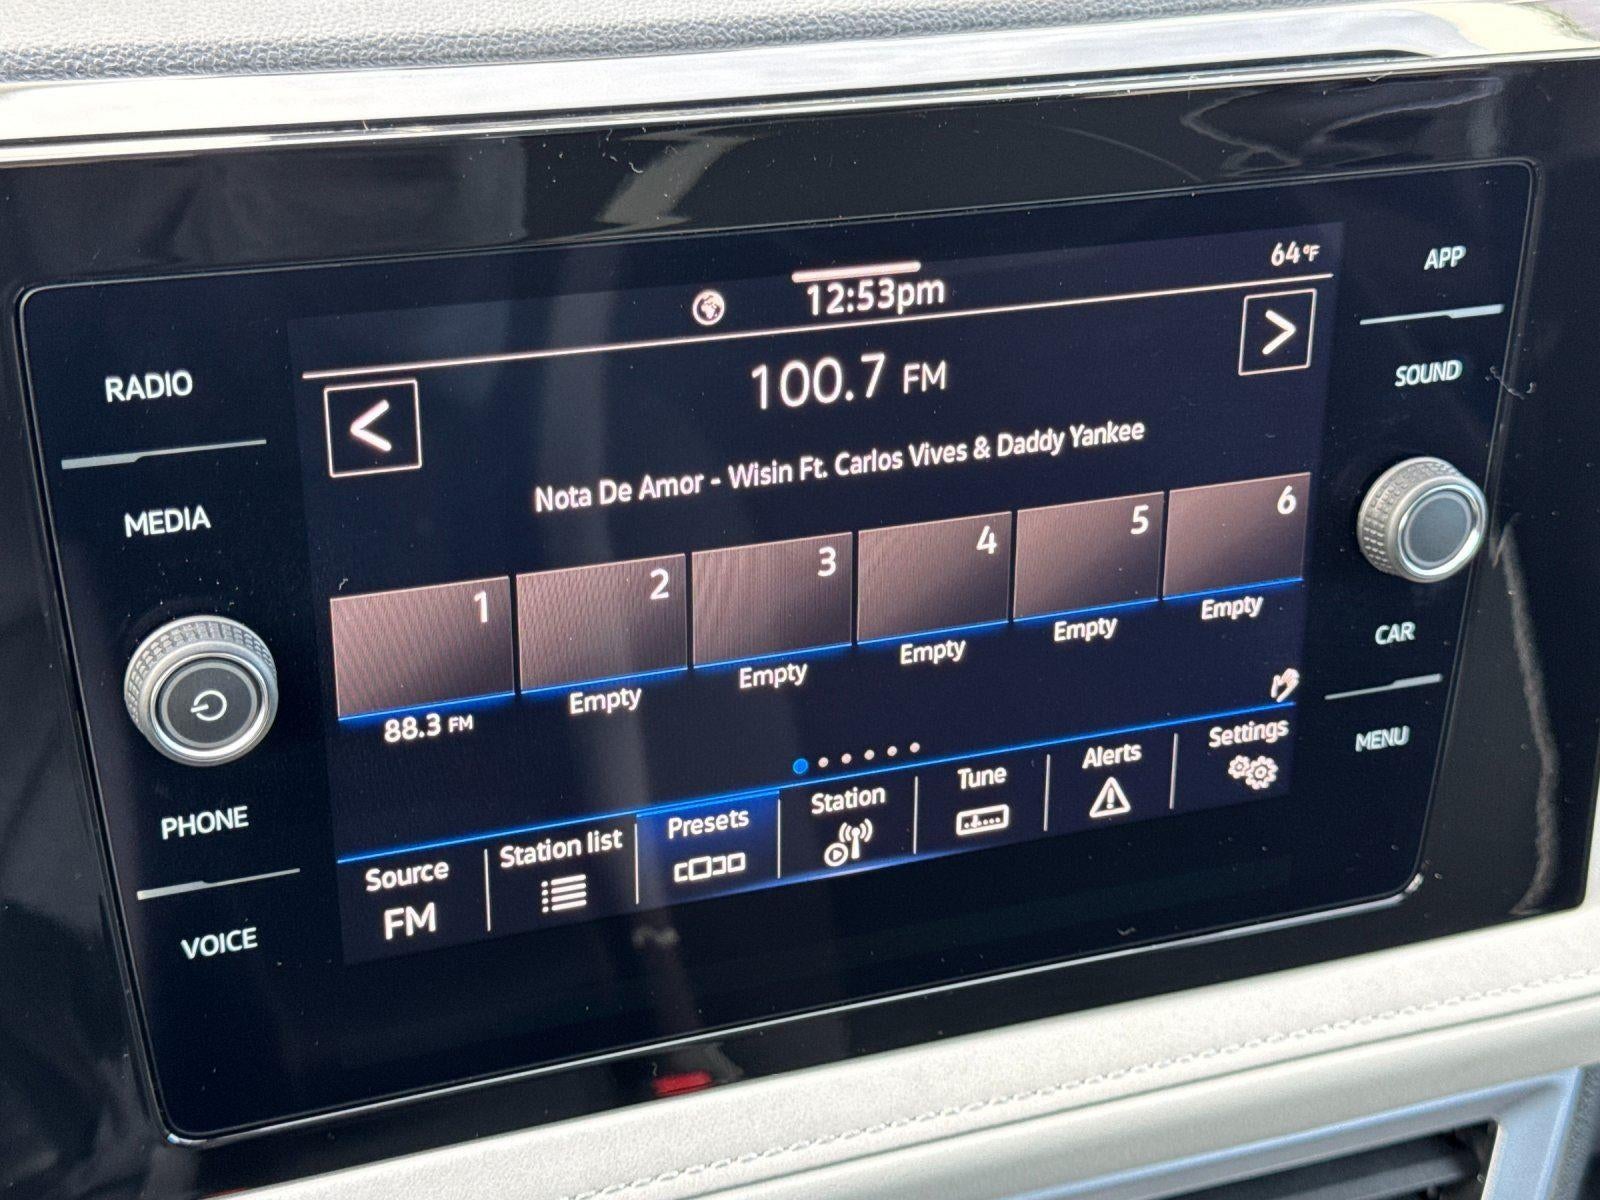 64°F
12:53pm
100.7 FM
Nota De Amor - Wisin Ft. Carlos Vives & Daddy Yankee
<
>
1
2
3
4
5
6
88.3 FM
Empty
Empty
Empty
Empty
Empty
Source
FM
Station list
Presets
Station
Tune
Alerts
Settings
RADIO
MEDIA
PHONE
VOICE
APP
SOUND
CAR
MENU